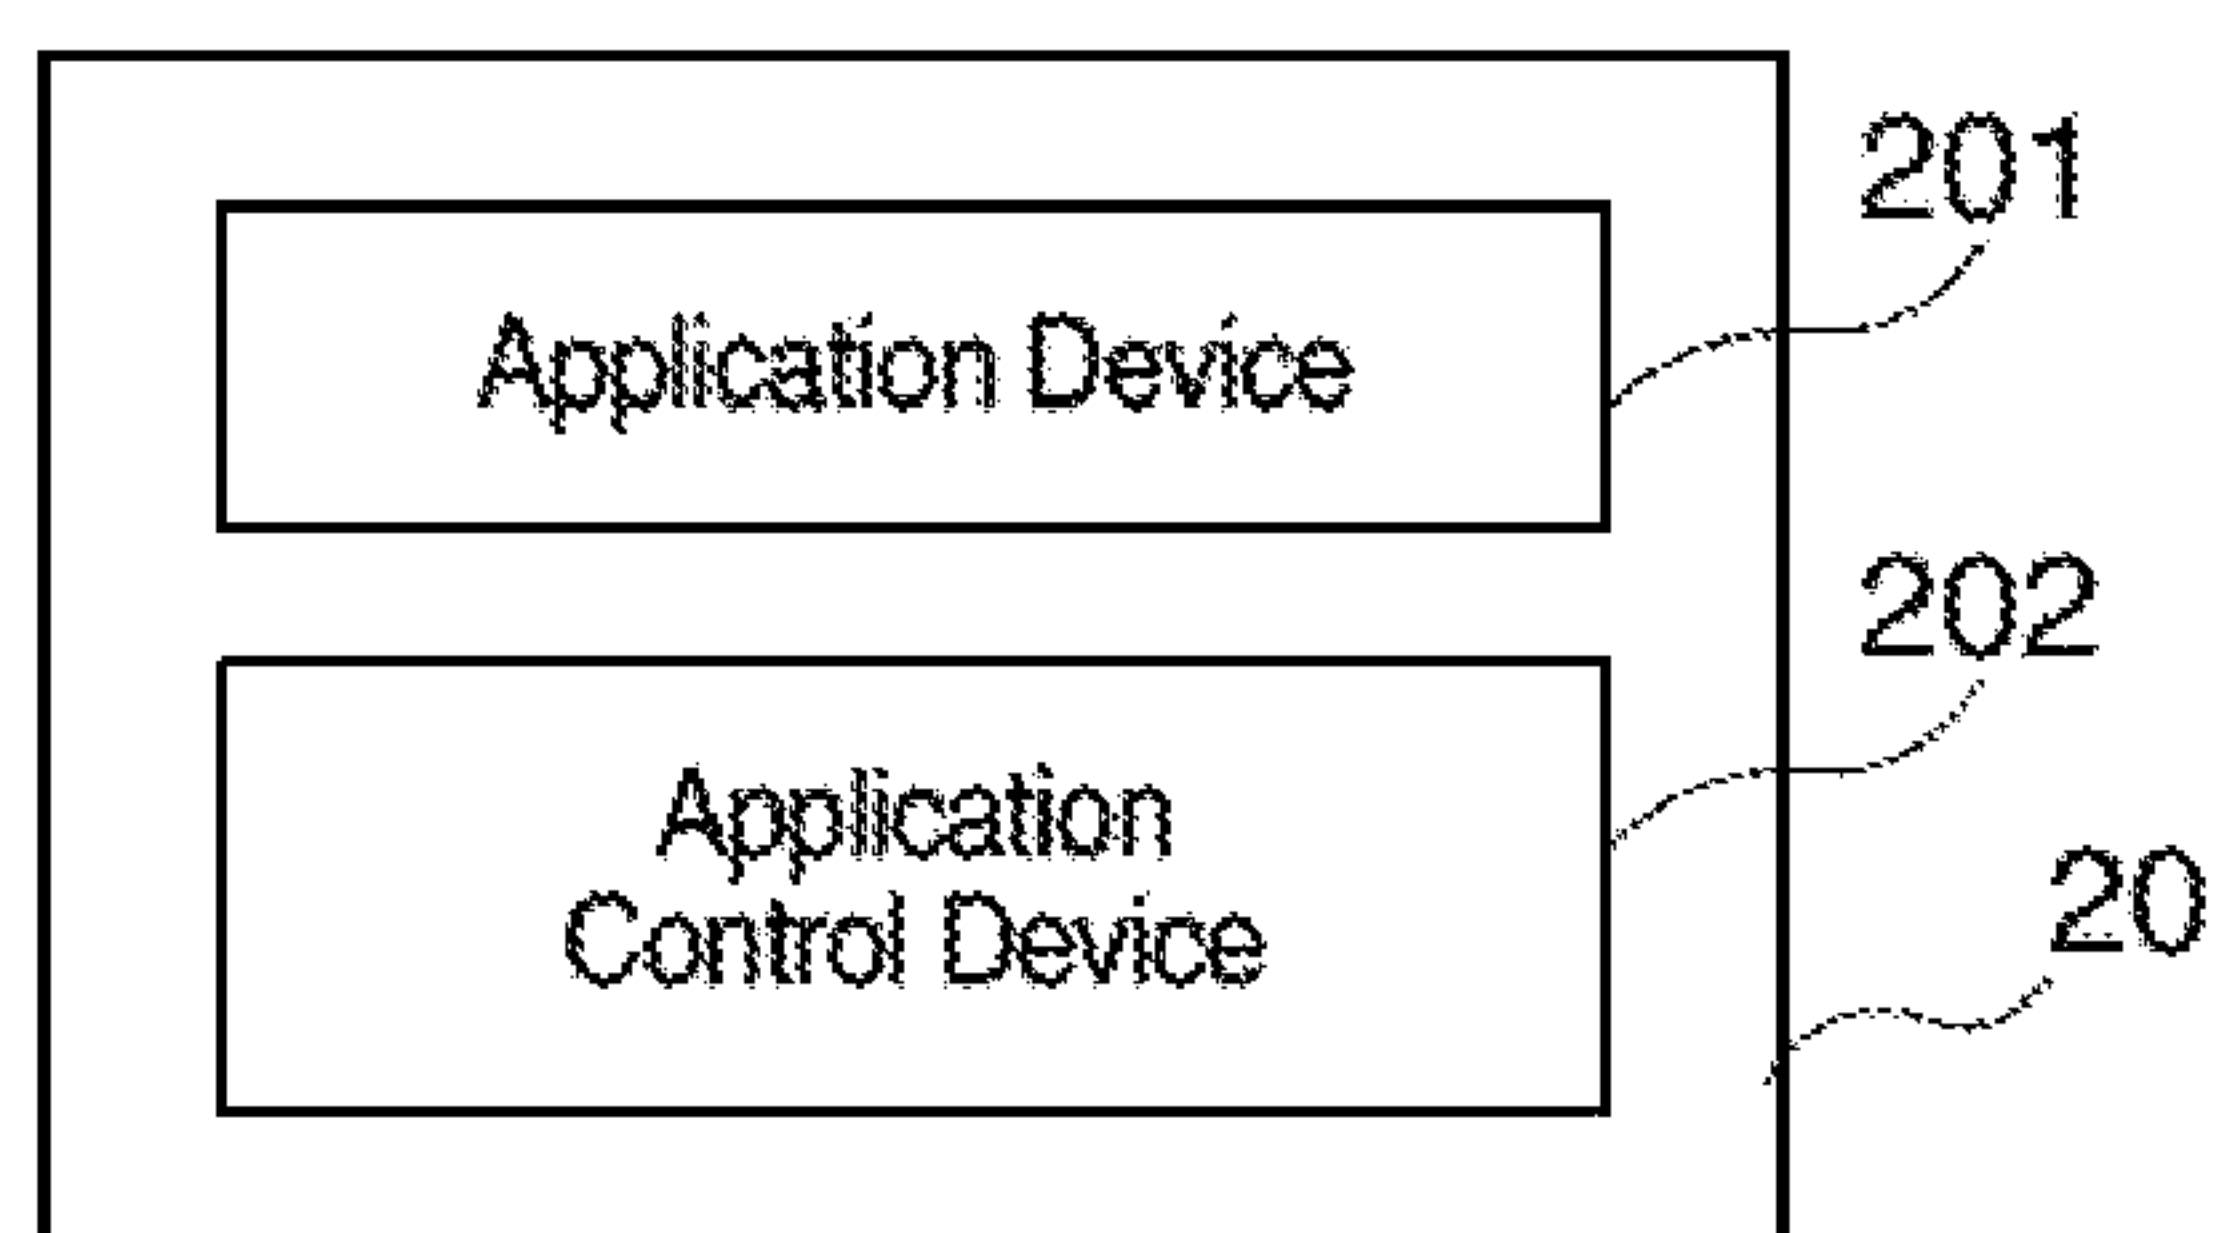 201
Application Device
202
Application
Control Device
20